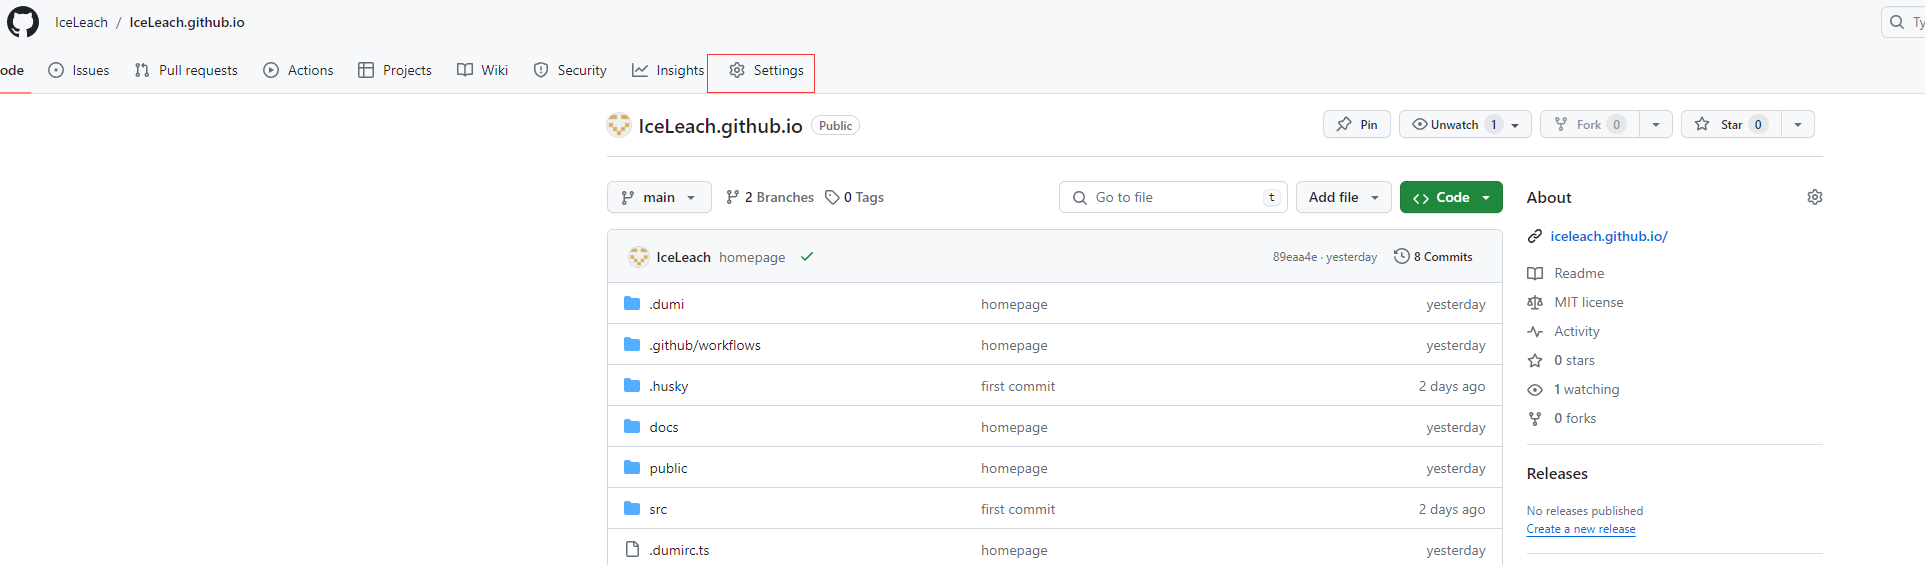 IceLeach / IceLeach.github.io Ty
ode Issues Pull requests Actions Projects Wiki Security Insights Settings
IceLeach.github.io Public Pin Unwatch 1 Fork 0 Star 0
main 2 Branches 0 Tags Go to file t Add file Code
IceLeach homepage 89eaa4e · yesterday 8 Commits
.dumi homepage yesterday
.github/workflows homepage yesterday
.husky first commit 2 days ago
docs homepage yesterday
public homepage yesterday
src first commit 2 days ago
.dumirc.ts homepage yesterday
About
iceleach.github.io/
Readme
MIT license
Activity
0 stars
1 watching
0 forks
Releases
No releases published
Create a new release